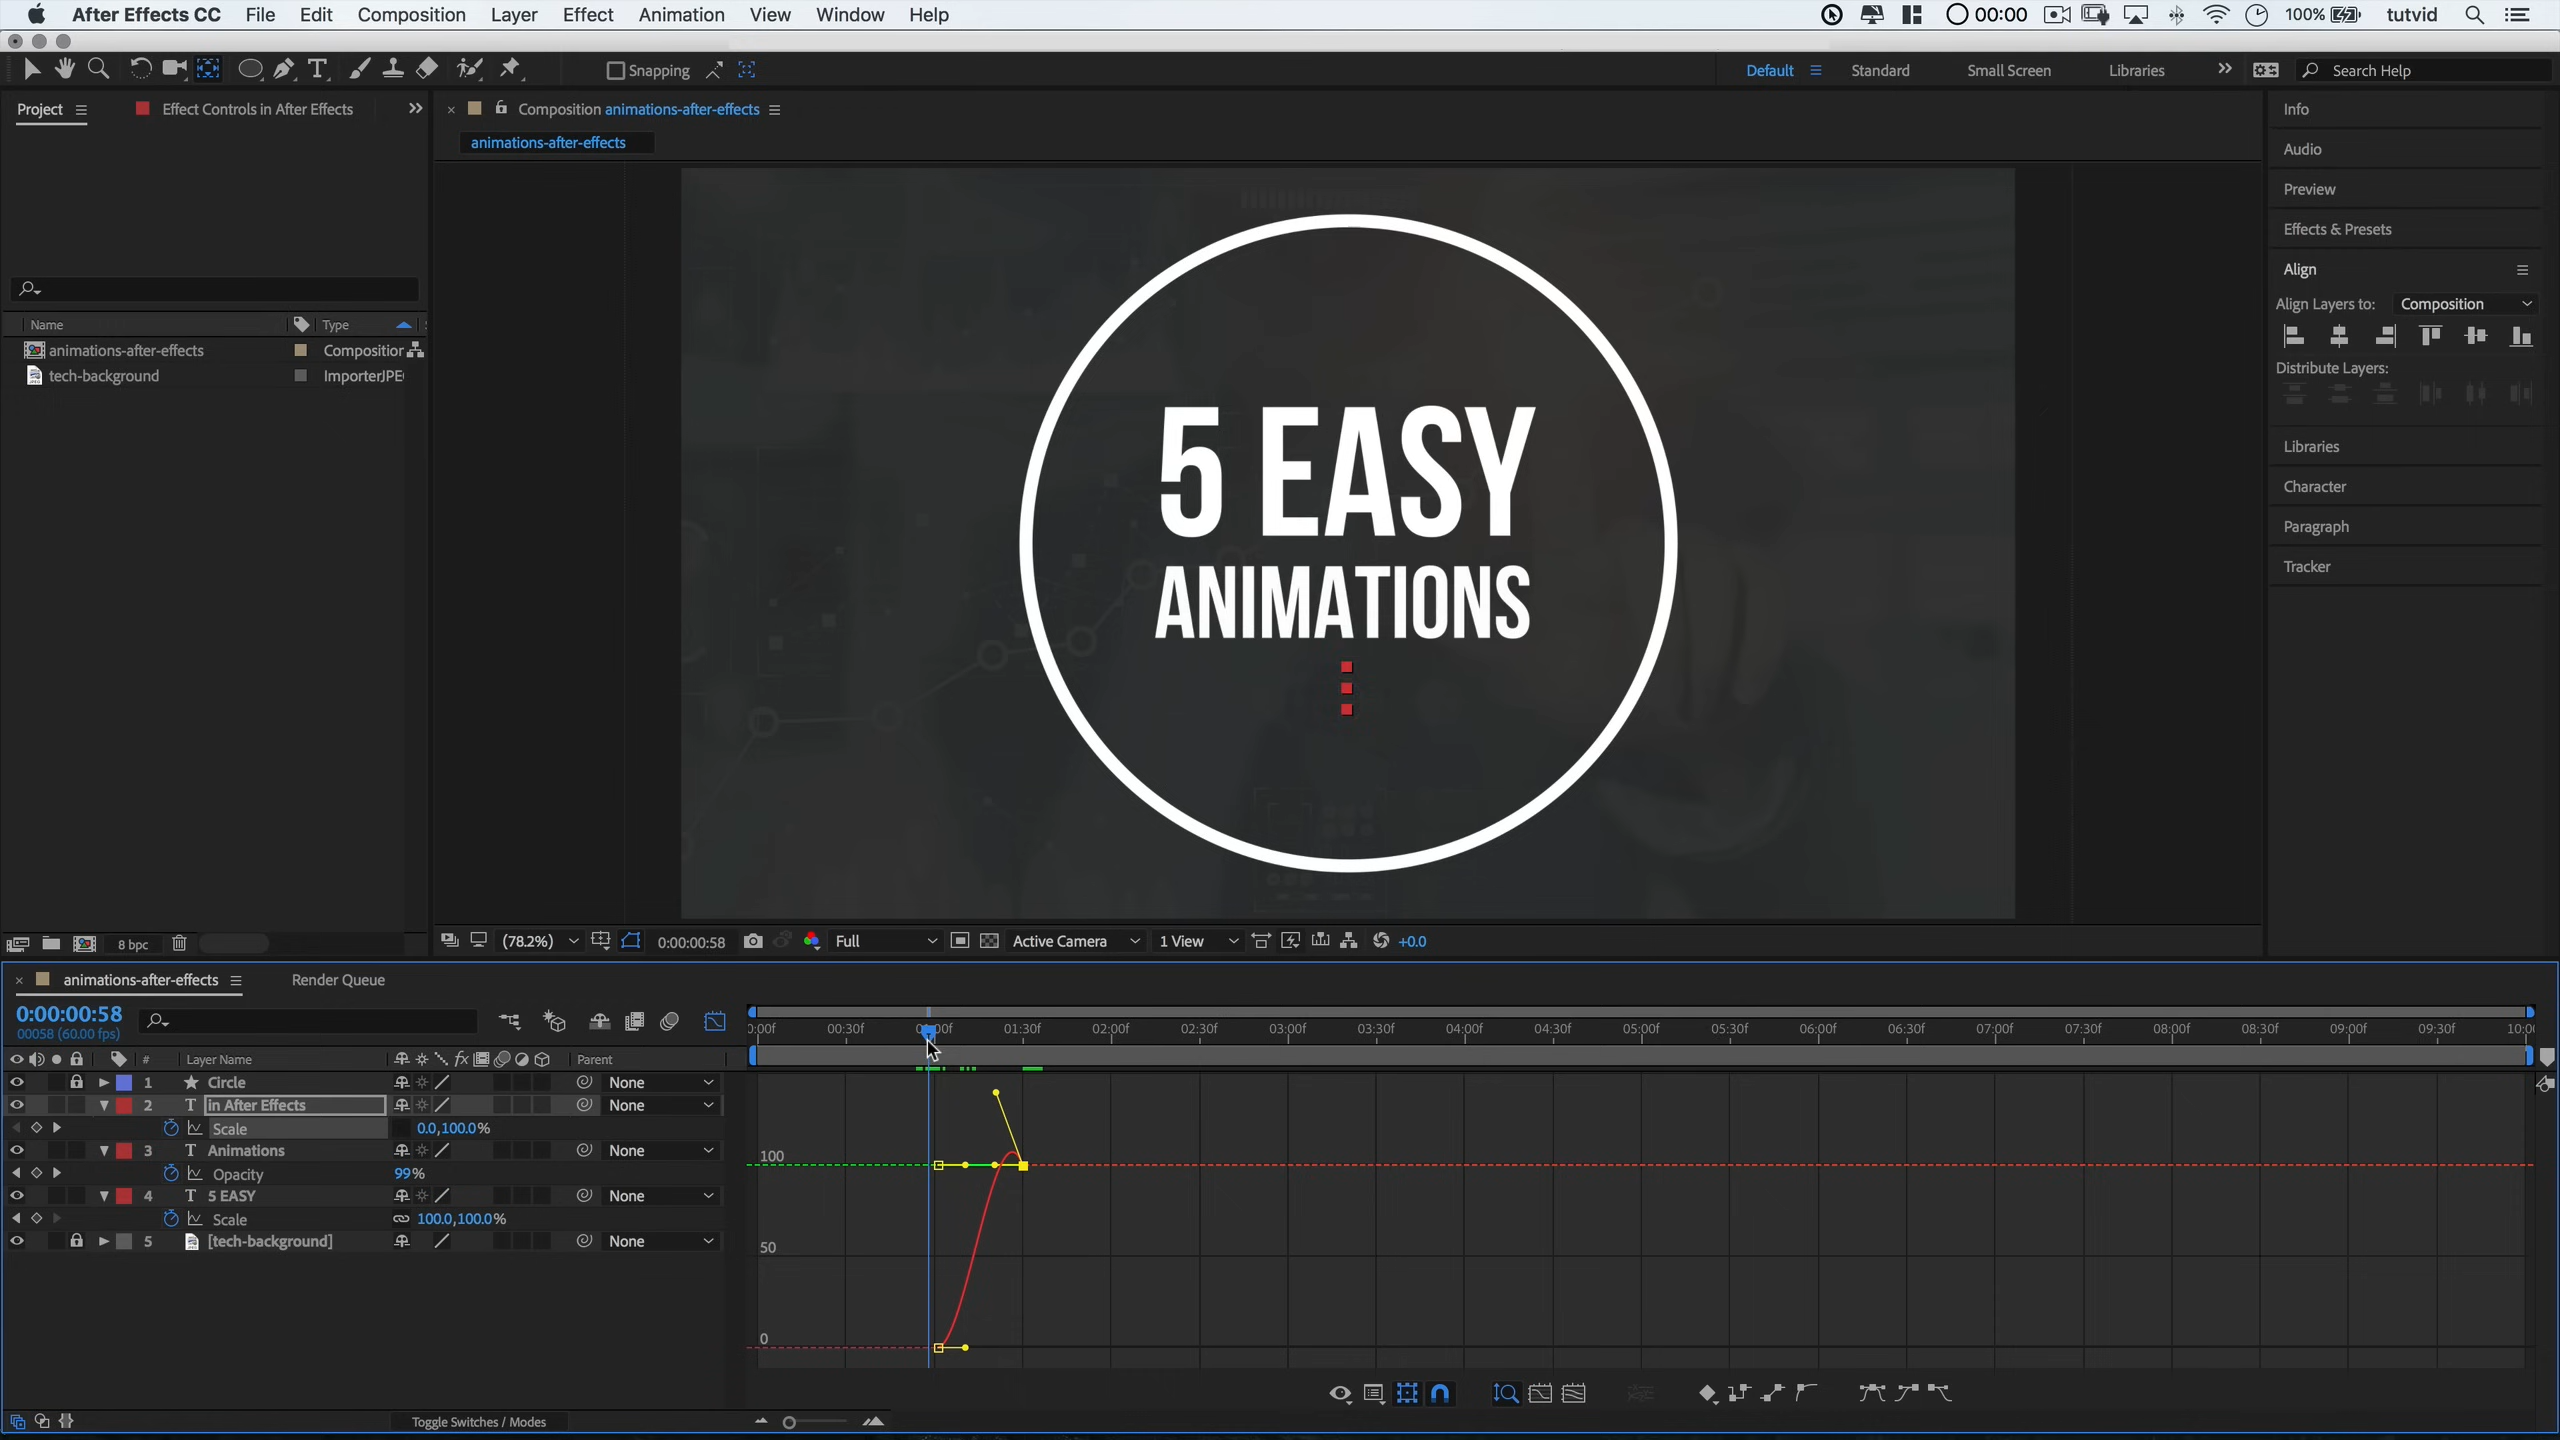 After Effects CC File Edit Composition Layer Effect Animation View Window Help 00:00 100% tutvid
Snapping Default Standard Small Screen Libraries Search Help
Project Effect Controls in After Effects
Composition animations-after-effects
animations-after-effects
Name Type
animations-after-effects Composition
tech-background ImporterJPE
5 EASY
ANIMATIONS
Info
Audio
Preview
Effects & Presets
Align
Align Layers to: Composition
Distribute Layers:
Libraries
Character
Paragraph
Tracker
8 bpc
(78.2%) 0:00:00:58 Full Active Camera 1 View +0.0
animations-after-effects Render Queue
0:00:00:58
00058 (60.00 fps)
# Layer Name fx Parent
1 Circle None
2 T in After Effects None
Scale 0.0,100.0%
3 T Animations None
Opacity 99%
4 T 5 EASY None
Scale 100.0,100.0%
5 [tech-background] None
Toggle Switches / Modes
00:30f 01:30f 02:00f 02:30f 03:00f 03:30f 04:00f 04:30f 05:00f 05:30f 06:00f 06:30f 07:00f 07:30f 08:00f 08:30f 09:00f 09:30f
100
50
0